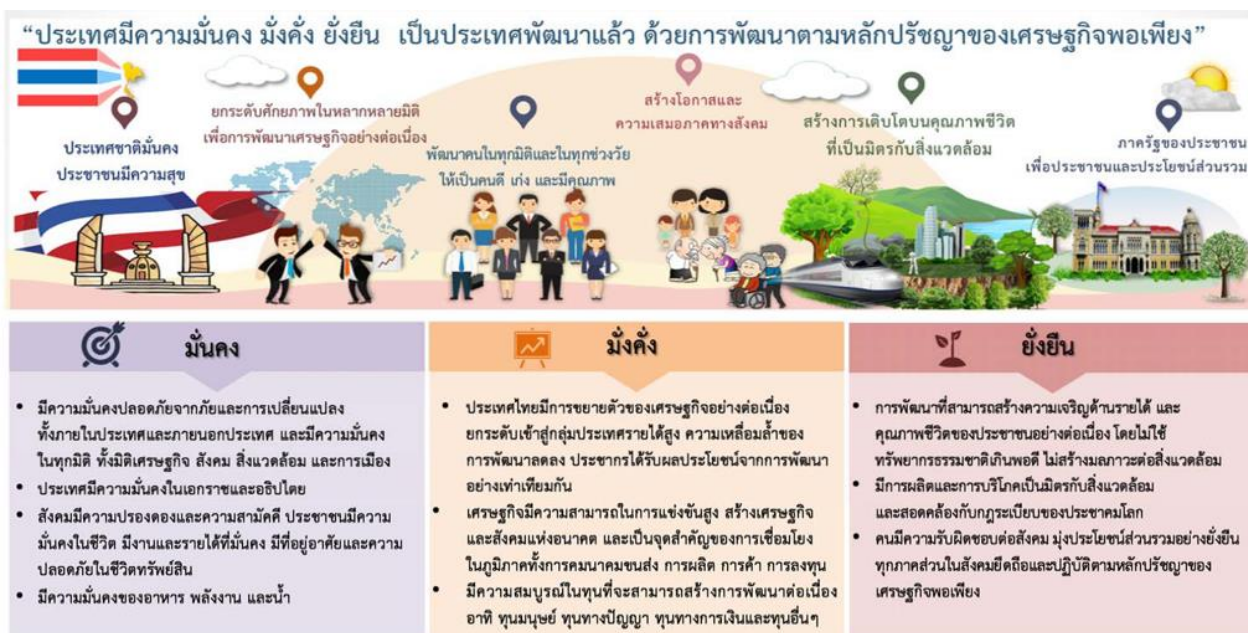 “ประเทศมีความมั่นคง มั่งคั่ง ยั่งยืน เป็นประเทศพัฒนาแล้ว ด้วยการพัฒนาตามหลักปรัชญาของเศรษฐกิจพอเพียง”
ประเทศชาติมั่นคง
ประชาชนมีความสุข
ยกระดับศักยภาพในหลากหลายมิติ
เพื่อการพัฒนาเศรษฐกิจอย่างต่อเนื่อง
พัฒนาคนในทุกมิติและในทุกช่วงวัย
ให้เป็นคนดี เก่ง และมีคุณภาพ
สร้างโอกาสและ
ความเสมอภาคทางสังคม
สร้างการเติบโตบนคุณภาพชีวิต
ที่เป็นมิตรกับสิ่งแวดล้อม
ภาครัฐของประชาชน
เพื่อประชาชนและประโยชน์ส่วนรวม
มั่นคง
• มีความมั่นคงปลอดภัยจากภัยและการเปลี่ยนแปลง
ทั้งภายในประเทศและภายนอกประเทศ และมีความมั่นคง
ในทุกมิติ ทั้งมิติเศรษฐกิจ สังคม สิ่งแวดล้อม และการเมือง
• ประเทศมีความมั่นคงในเอกราชและอธิปไตย
• สังคมมีความปรองดองและความสามัคคี ประชาชนมีความ
มั่นคงในชีวิต มีงานและรายได้ที่มั่นคง มีที่อยู่อาศัยและความ
ปลอดภัยในชีวิตทรัพย์สิน
• มีความมั่นคงของอาหาร พลังงาน และน้ำ
มั่งคั่ง
• ประเทศไทยมีการขยายตัวของเศรษฐกิจอย่างต่อเนื่อง
ยกระดับเข้าสู่กลุ่มประเทศรายได้สูง ความเหลื่อมล้ำของ
การพัฒนาลดลง ประชากรได้รับผลประโยชน์จากการพัฒนา
อย่างเท่าเทียมกัน
• เศรษฐกิจมีความสามารถในการแข่งขันสูง สร้างเศรษฐกิจ
และสังคมแห่งอนาคต และเป็นจุดสำคัญของการเชื่อมโยง
ในภูมิภาคทั้งการคมนาคมขนส่ง การผลิต การค้า การลงทุน
• มีความสมบูรณ์ในทุนที่จะสามารถสร้างการพัฒนาต่อเนื่อง
อาทิ ทุนมนุษย์ ทุนทางปัญญา ทุนทางการเงินและทุนอื่นๆ
ยั่งยืน
• การพัฒนาที่สามารถสร้างความเจริญด้านรายได้ และ
คุณภาพชีวิตของประชาชนอย่างต่อเนื่อง โดยไม่ใช้
ทรัพยากรธรรมชาติเกินพอดี ไม่สร้างมลภาวะต่อสิ่งแวดล้อม
• มีการผลิตและการบริโภคเป็นมิตรกับสิ่งแวดล้อม
และสอดคล้องกับกฎระเบียบของประชาคมโลก
• คนมีความรับผิดชอบต่อสังคม มุ่งประโยชน์ส่วนรวมอย่างยั่งยืน
ทุกภาคส่วนในสังคมยึดถือและปฏิบัติตามหลักปรัชญาของ
เศรษฐกิจพอเพียง